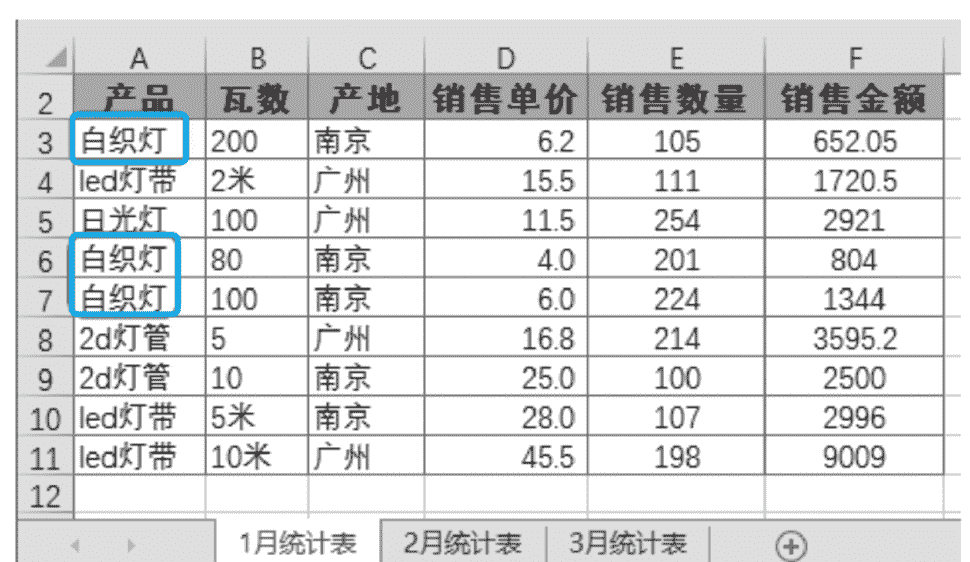 A B C D E F
2 产品 瓦数 产地 销售单价 销售数量 销售金额
3 白织灯 200 南京 6.2 105 652.05
4 led灯带 2米 广州 15.5 111 1720.5
5 日光灯 100 广州 11.5 254 2921
6 白织灯 80 南京 4.0 201 804
7 白织灯 100 南京 6.0 224 1344
8 2d灯管 5 广州 16.8 214 3595.2
9 2d灯管 10 南京 25.0 100 2500
10 led灯带 5米 南京 28.0 107 2996
11 led灯带 10米 广州 45.5 198 9009
12
1月统计表 2月统计表 3月统计表